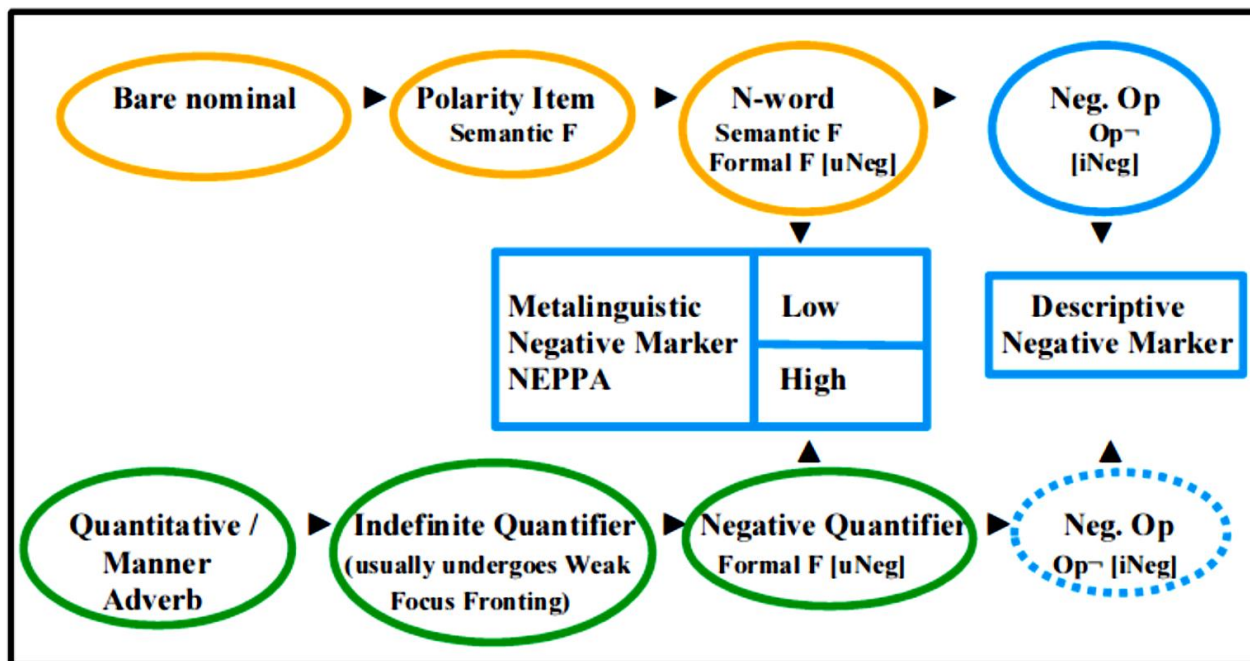 Bare nominal
Polarity Item
Semantic F
N-word
Semantic F
Formal F [uNeg]
Neg. Op
Op¬
[iNeg]
Metalinguistic
Negative Marker
NEPPA
Low
High
Descriptive
Negative Marker
Quantitative /
Manner
Adverb
Indefinite Quantifier
(usually undergoes Weak
Focus Fronting)
Negative Quantifier
Formal F [uNeg]
Neg. Op
Op¬ [iNeg]